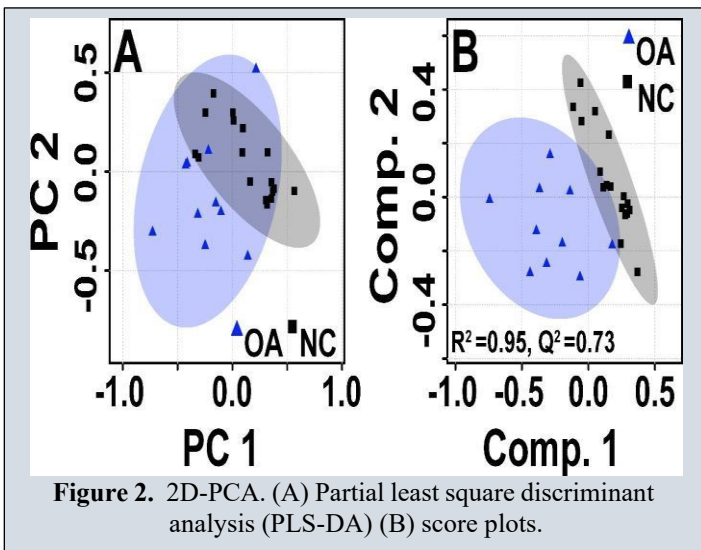 A
OA
NC
PC 2
0.5
0.0
-0.5
-1.0 0.0 1.0
PC 1
B
OA
NC
Comp. 2
0.4
0.0
-0.4
R²=0.95, Q²=0.73
-1.0 -0.5 0.0 0.5
Comp. 1
Figure 2. 2D-PCA. (A) Partial least square discriminant
analysis (PLS-DA) (B) score plots.